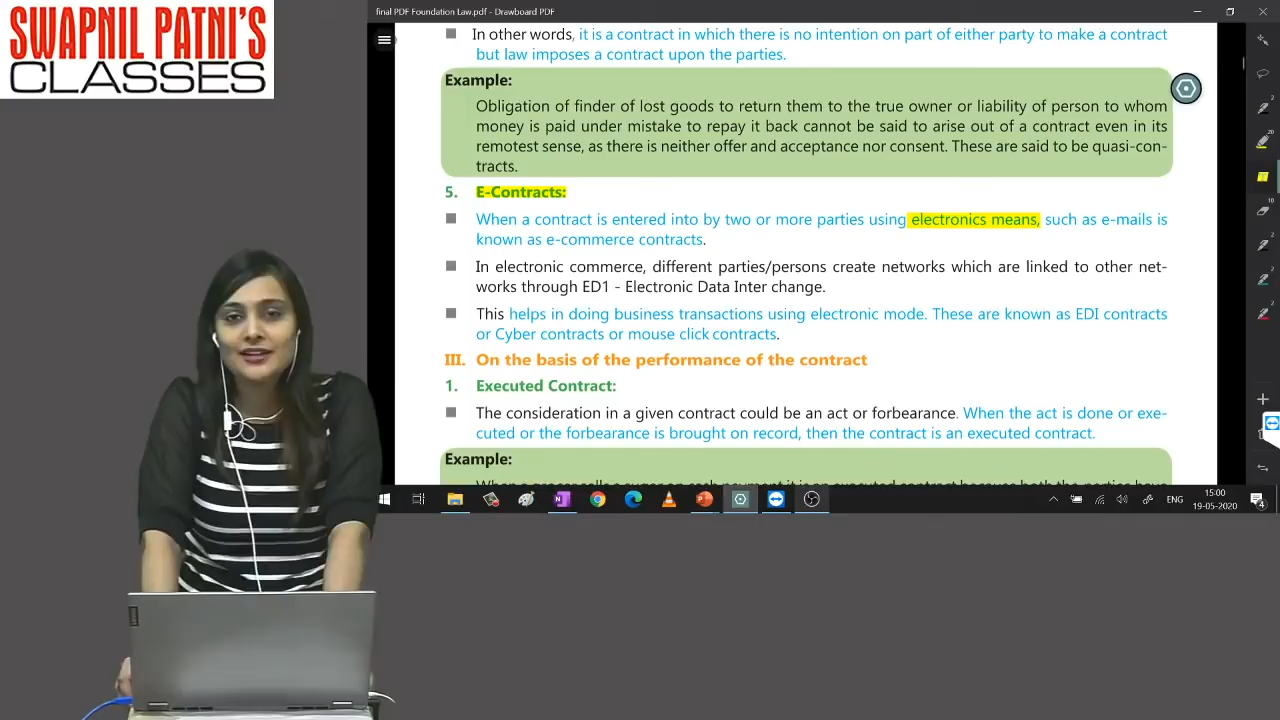 SWAPNIL PATNI'S
CLASSES
final PDF Foundation Law.pdf - Drawboard PDF
In other words, it is a contract in which there is no intention on part of either party to make a contract
but law imposes a contract upon the parties.
Example:
Obligation of finder of lost goods to return them to the true owner or liability of person to whom
money is paid under mistake to repay it back cannot be said to arise out of a contract even in its
remotest sense, as there is neither offer and acceptance nor consent. These are said to be quasi-con-
tracts.
5. E-Contracts:
When a contract is entered into by two or more parties using electronics means, such as e-mails is
known as e-commerce contracts.
In electronic commerce, different parties/persons create networks which are linked to other net-
works through ED1 - Electronic Data Inter change.
This helps in doing business transactions using electronic mode. These are known as EDI contracts
or Cyber contracts or mouse click contracts.
III. On the basis of the performance of the contract
1. Executed Contract:
The consideration in a given contract could be an act or forbearance. When the act is done or exe-
cuted or the forbearance is brought on record, then the contract is an executed contract.
Example:
ENG
15:00
19-05-2020